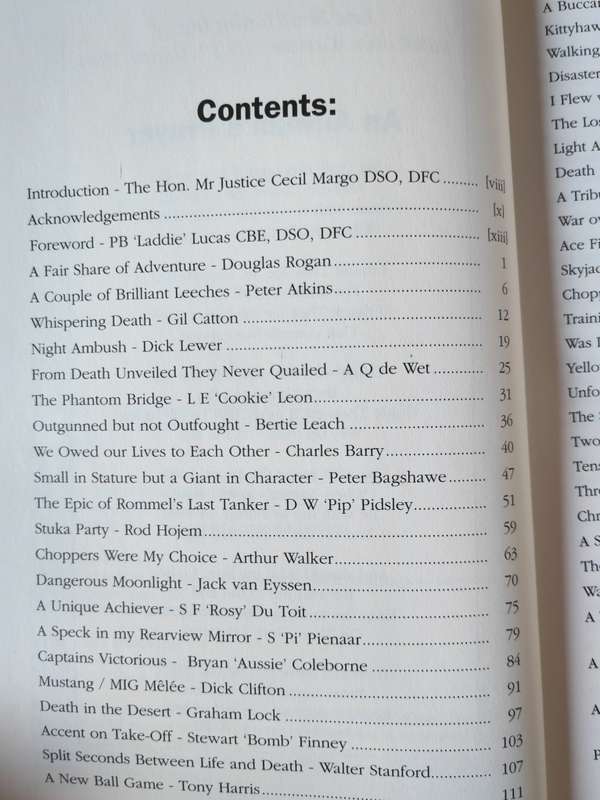 Contents:
Introduction - The Hon. Mr Justice Cecil Margo DSO, DFC ........ [viii]
Acknowledgements ........ [x]
Foreword - PB 'Laddie' Lucas CBE, DSO, DFC ........ [xiii]
A Fair Share of Adventure - Douglas Rogan ........ 1
A Couple of Brilliant Leeches - Peter Atkins ........ 6
Whispering Death - Gil Catton ........ 12
Night Ambush - Dick Lewer ........ 19
From Death Unveiled They Never Quailed - A Q de Wet ........ 25
The Phantom Bridge - L E 'Cookie' Leon ........ 31
Outgunned but not Outfought - Bertie Leach ........ 36
We Owed our Lives to Each Other - Charles Barry ........ 40
Small in Stature but a Giant in Character - Peter Bagshawe ........ 47
The Epic of Rommel's Last Tanker - D W 'Pip' Pidsley ........ 51
Stuka Party - Rod Hojem ........ 59
Choppers Were My Choice - Arthur Walker ........ 63
Dangerous Moonlight - Jack van Eyssen ........ 70
A Unique Achiever - S F 'Rosy' Du Toit ........ 75
A Speck in my Rearview Mirror - S 'Pi' Pienaar ........ 79
Captains Victorious - Bryan 'Aussie' Coleborne ........ 84
Mustang / MIG Mêlée - Dick Clifton ........ 91
Death in the Desert - Graham Lock ........ 97
Accent on Take-Off - Stewart 'Bomb' Finney ........ 103
Split Seconds Between Life and Death - Walter Stanford ........ 107
A New Ball Game - Tony Harris ........ 111
A Bucca
Kittyhaw
Walking
Disaster
I Flew
The Los
Light A
Death
A Tribu
War ov
Ace Fi
Skyjac
Chopp
Traini
Was I
Yello
Unfo
The
Two
Tens
Thre
Chr
A S
The
Wa
A
A
A